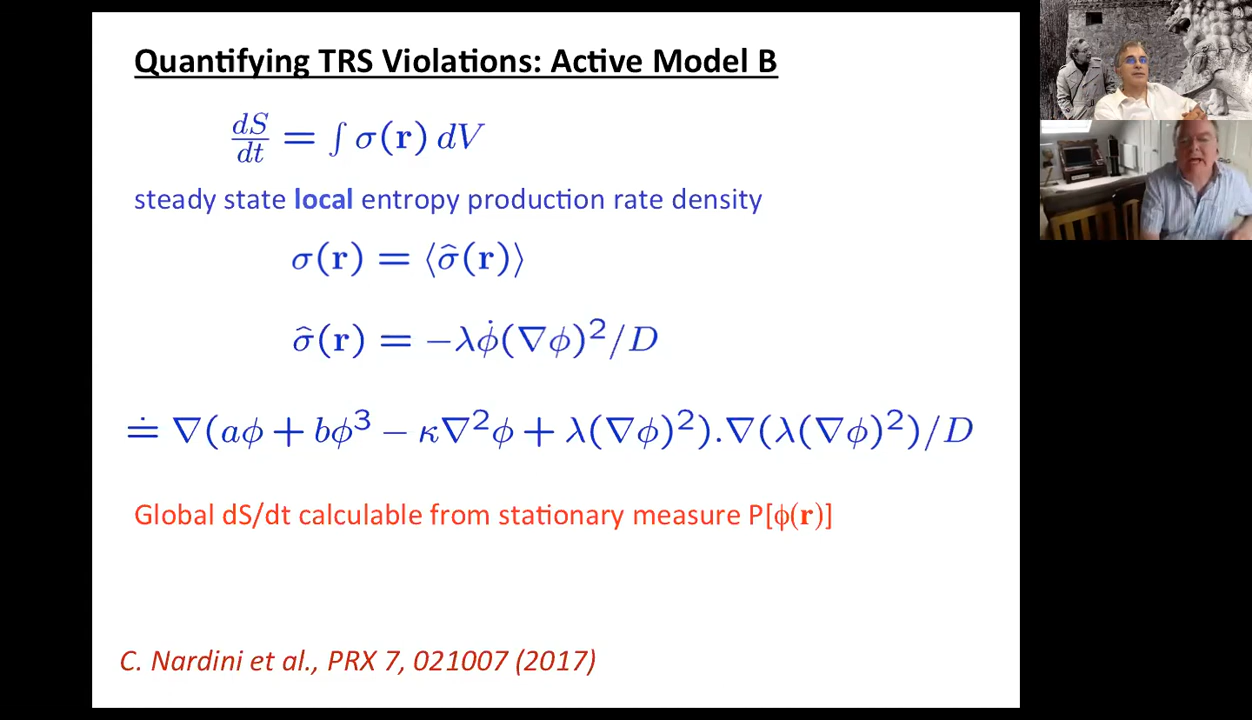 Quantifying TRS Violations: Active Model B
dS/dt = ∫ σ(r) dV
steady state local entropy production rate density
σ(r) = ⟨σ̂(r)⟩
σ̂(r) = −λφ̇(∇φ)²/D
≐ ∇(aφ + bφ³ − κ∇²φ + λ(∇φ)²).∇(λ(∇φ)²)/D
Global dS/dt calculable from stationary measure P[ϕ(r)]
C. Nardini et al., PRX 7, 021007 (2017)